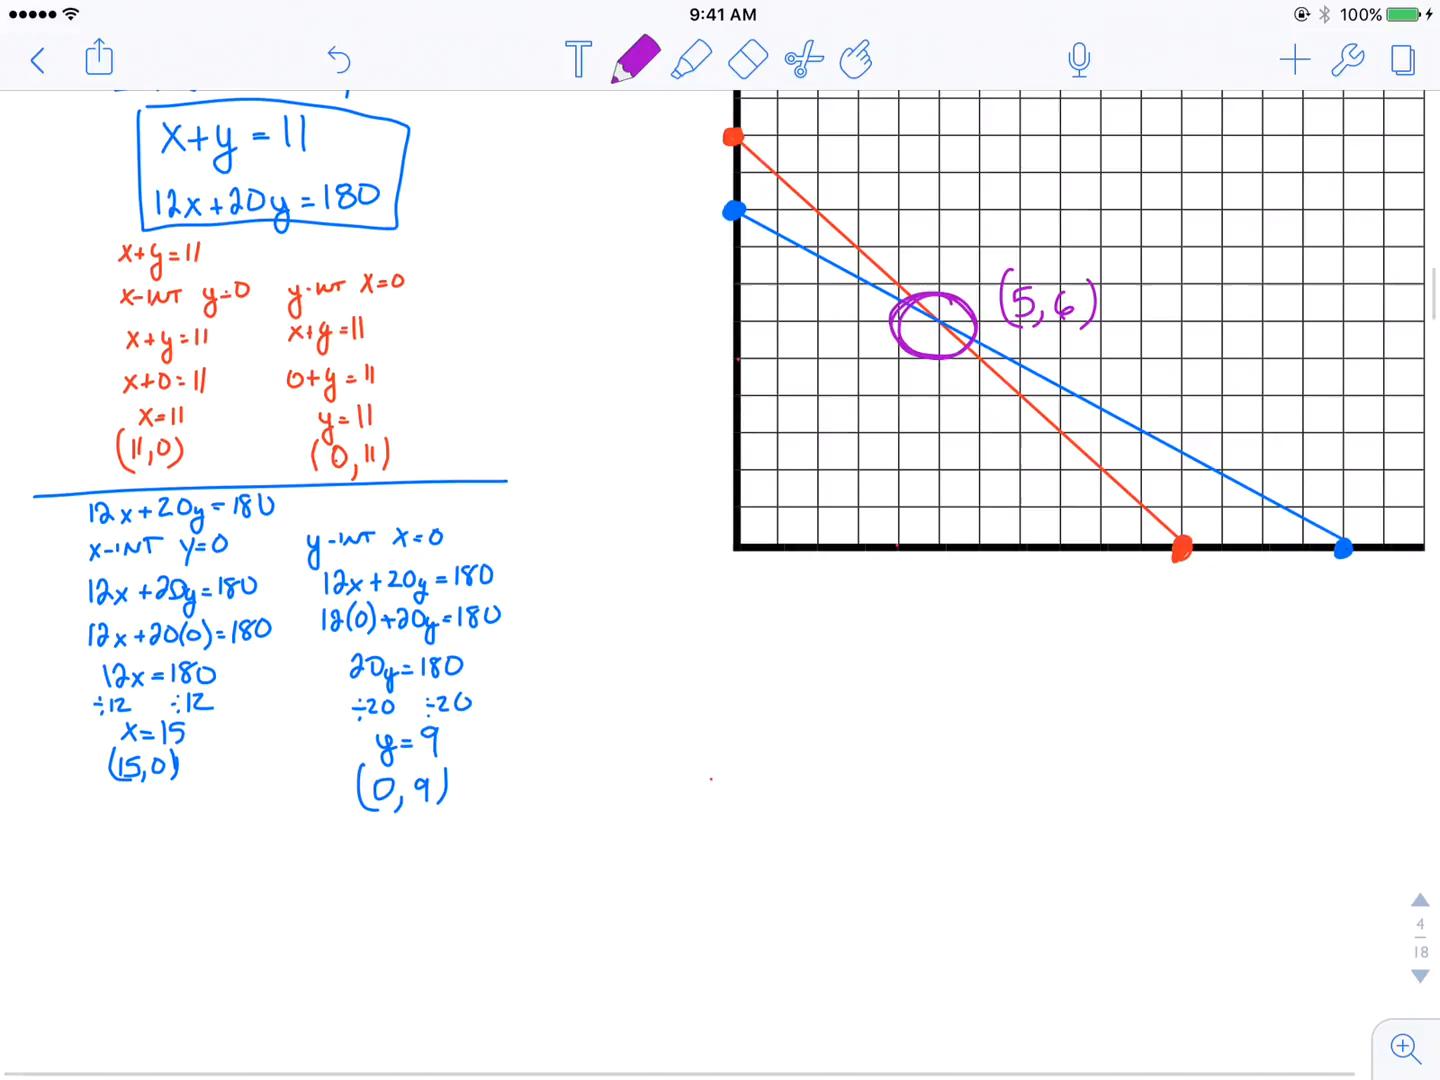 9:41 AM
100%
T
x+y=11
12x+20y=180
x+y=11
x-INT y=0
x+y=11
x+0=11
x=11
(11,0)
y-INT x=0
x+y=11
0+y=11
y=11
(0,11)
12x+20y=180
x-INT y=0
12x+20y=180
12x+20(0)=180
12x=180
÷12 ÷12
x=15
(15,0)
y-INT x=0
12x+20y=180
12(0)+20y=180
20y=180
÷20 ÷20
y=9
(0,9)
(5,6)
4
18